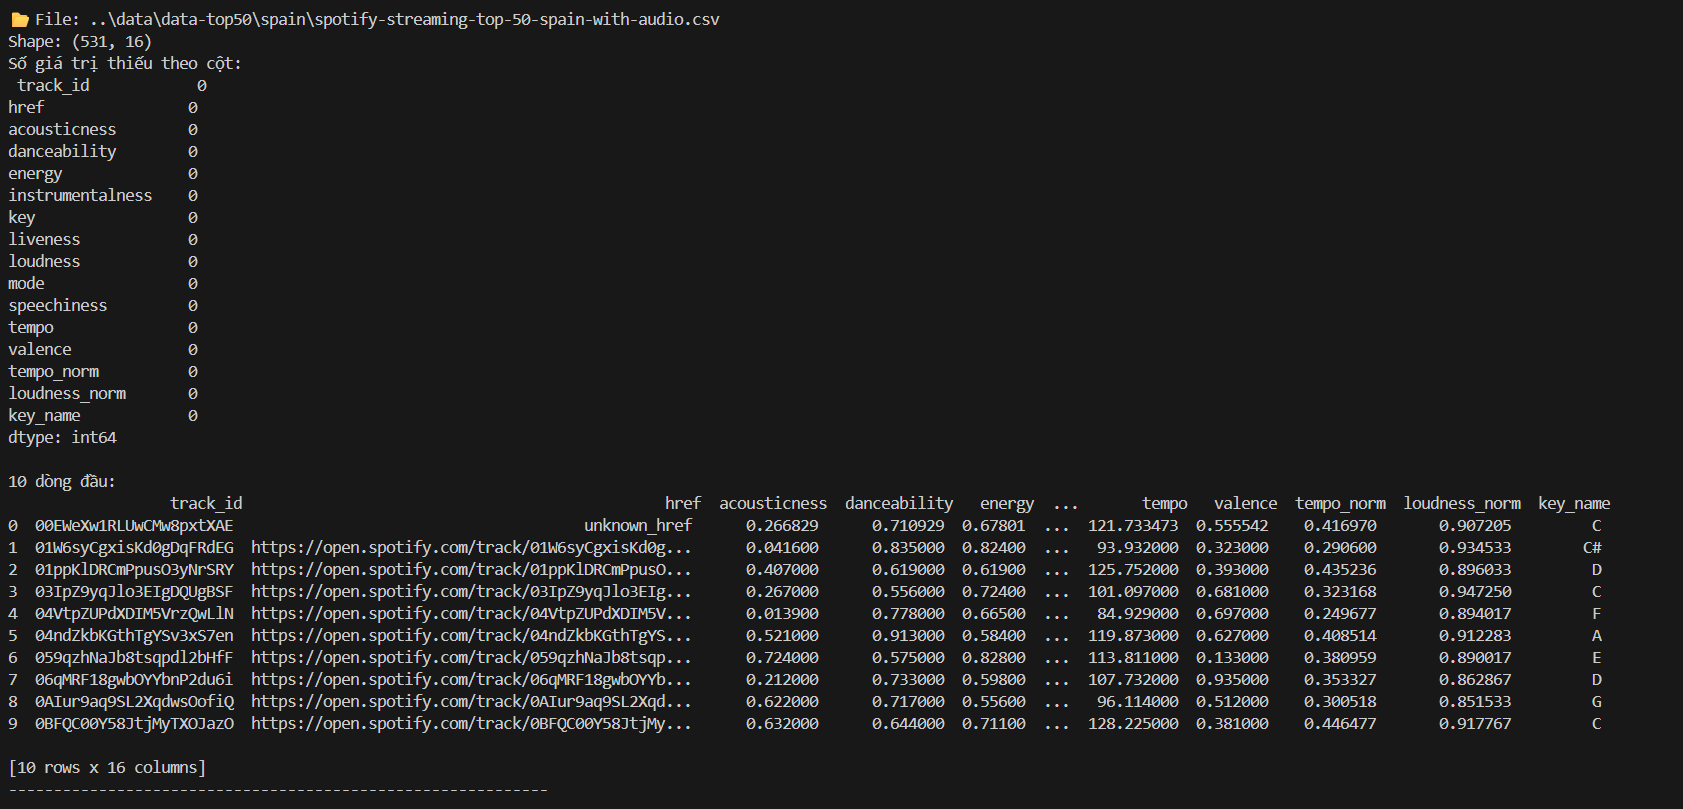 📂 File: ..\data\data-top50\spain\spotify-streaming-top-50-spain-with-audio.csv
Shape: (531, 16)
Số giá trị thiếu theo cột:
 track_id            0
href                0
acousticness        0
danceability        0
energy              0
instrumentalness    0
key                 0
liveness            0
loudness            0
mode                0
speechiness         0
tempo               0
valence             0
tempo_norm          0
loudness_norm       0
key_name            0
dtype: int64

10 dòng đầu:
                  track_id                                               href  acousticness  danceability   energy  ...       tempo   valence  tempo_norm  loudness_norm  key_name
0  00EWeXw1RLUwCMw8pxtXAE                                       unknown_href      0.266829      0.710929  0.67801  ...  121.733473  0.555542    0.416970       0.907205         C
1  01W6syCgxisKd0gDqFRdEG  https://open.spotify.com/track/01W6syCgxisKd0g...      0.041600      0.835000  0.82400  ...   93.932000  0.323000    0.290600       0.934533        C#
2  01ppKlDRCmPpusO3yNrSRY  https://open.spotify.com/track/01ppKlDRCmPpusO...      0.407000      0.619000  0.61900  ...  125.752000  0.393000    0.435236       0.896033         D
3  03IpZ9yqJlo3EIgDQUgBSF  https://open.spotify.com/track/03IpZ9yqJlo3EIg...      0.267000      0.556000  0.72400  ...  101.097000  0.681000    0.323168       0.947250         C
4  04VtpZUPdXDIM5VrzQwLlN  https://open.spotify.com/track/04VtpZUPdXDIM5V...      0.013900      0.778000  0.66500  ...   84.929000  0.697000    0.249677       0.894017         F
5  04ndZkbKGthTgYSv3xS7en  https://open.spotify.com/track/04ndZkbKGthTgYS...      0.521000      0.913000  0.58400  ...  119.873000  0.627000    0.408514       0.912283         A
6  059qzhNaJb8tsqpdl2bHfF  https://open.spotify.com/track/059qzhNaJb8tsqp...      0.724000      0.575000  0.82800  ...  113.811000  0.133000    0.380959       0.890017         E
7  06qMRF18gwbOYYbnP2du6i  https://open.spotify.com/track/06qMRF18gwbOYYb...      0.212000      0.733000  0.59800  ...  107.732000  0.935000    0.353327       0.862867         D
8  0AIur9aq9SL2XqdwsOofiQ  https://open.spotify.com/track/0AIur9aq9SL2Xqd...      0.622000      0.717000  0.55600  ...   96.114000  0.512000    0.300518       0.851533         G
9  0BFQC00Y58JtjMyTXOJazO  https://open.spotify.com/track/0BFQC00Y58JtjMy...      0.632000      0.644000  0.71100  ...  128.225000  0.381000    0.446477       0.917767         C

[10 rows x 16 columns]
------------------------------------------------------------